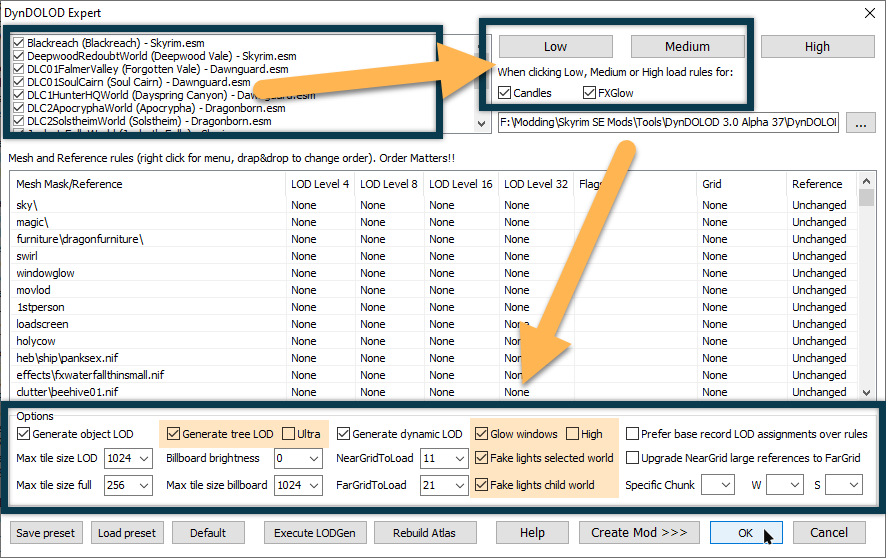 DynDOLOD Expert
Blackreach (Blackreach) - Skyrim.esm
DeepwoodRedoubtWorld (Deepwood Vale) - Skyrim.esm
DLC01FalmerValley (Forgotten Vale) - Dawnguard.esm
DLC01SoulCairn (Soul Cairn) - Dawnguard.esm
DLC1HunterHQWorld (Dayspring Canyon) - Dawnguard.esm
DLC2ApocryphaWorld (Apocrypha) - Dragonborn.esm
DLC2SolstheimWorld (Solstheim) - Dragonborn.esm
Low Medium High
When clicking Low, Medium or High load rules for:
Candles FXGlow
F:\Modding\Skyrim SE Mods\Tools\DynDOLOD 3.0 Alpha 37\DynDOLOD ...
Mesh and Reference rules (right click for menu, drap&drop to change order). Order Matters!!
Mesh Mask/Reference LOD Level 4 LOD Level 8 LOD Level 16 LOD Level 32 Flags Grid Reference
sky\ None None None None None Unchanged
magic\ None None None None None Unchanged
furniture\dragonfurniture\ None None None None None Unchanged
swirl None None None None None Unchanged
windowglow None None None None None Unchanged
movlod None None None None None Unchanged
1stperson None None None None None Unchanged
loadscreen None None None None None Unchanged
holycow None None None None None Unchanged
heb\ship\panksex.nif None None None None None Unchanged
effects\fxwaterfallthinsmall.nif None None None None None Unchanged
clutter\beehive01.nif None None None None None Unchanged
Options
Generate object LOD Generate tree LOD Ultra Generate dynamic LOD Glow windows High Prefer base record LOD assignments over rules
Max tile size LOD 1024 Billboard brightness 0 NearGridToLoad 11 Fake lights selected world Upgrade NearGrid large references to FarGrid
Max tile size full 256 Max tile size billboard 1024 FarGridToLoad 21 Fake lights child world Specific Chunk W S
Save preset Load preset Default Execute LODGen Rebuild Atlas Help Create Mod >>> OK Cancel